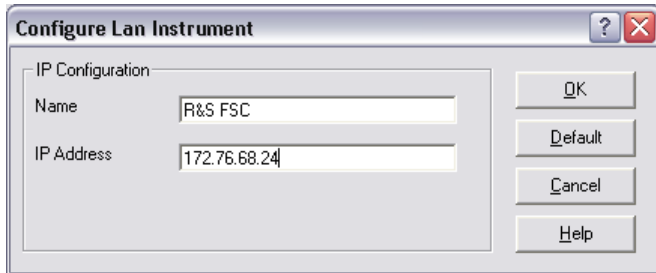 Configure Lan Instrument
?
IP Configuration
Name
R&S FSC
IP Address
172.76.68.24
OK
Default
Cancel
Help